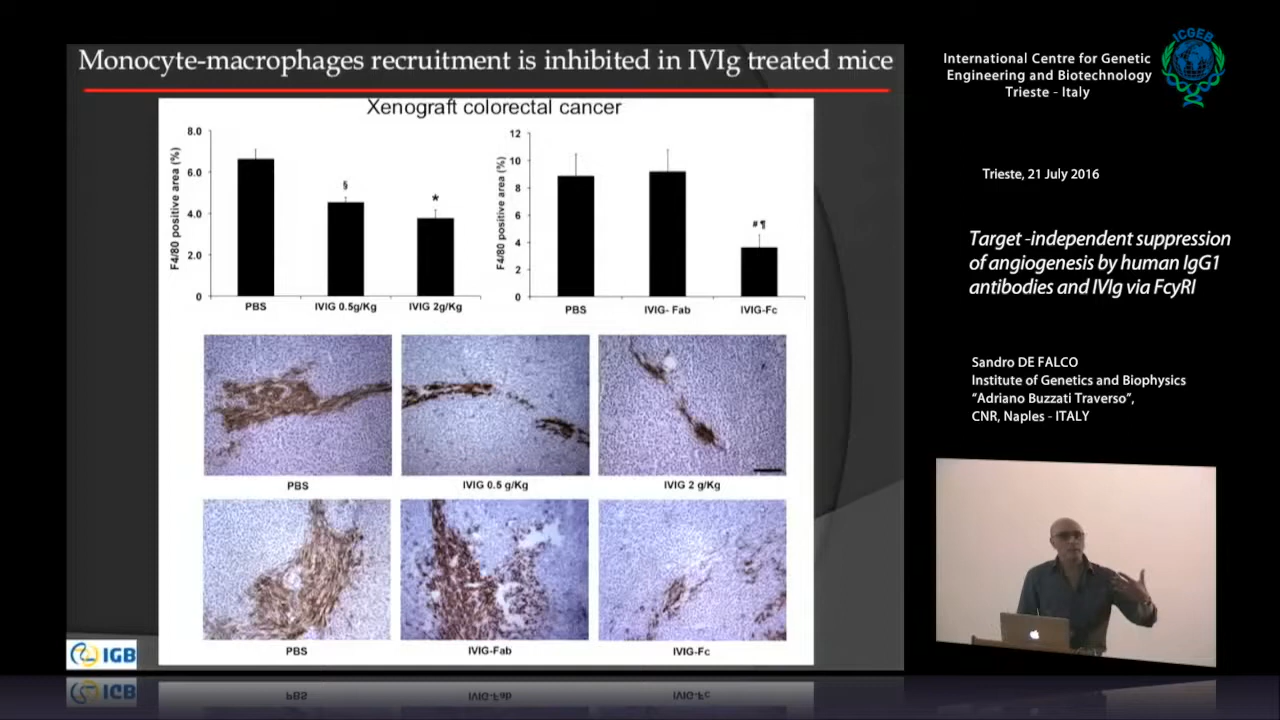 Monocyte-macrophages recruitment is inhibited in IVIg treated mice
Xenograft colorectal cancer
F4/80 positive area (%)
8.0
6.0
4.0
2.0
0
§
*
PBS
IVIG 0.5g/Kg
IVIG 2g/Kg
F4/80 positive area (%)
12
10
8
6
4
2
0
#¶
PBS
IVIG- Fab
IVIG-Fc
PBS
IVIG 0.5 g/Kg
IVIG 2 g/Kg
PBS
IVIG-Fab
IVIG-Fc
IGB
International Centre for Genetic
Engineering and Biotechnology
Trieste - Italy
ICGEB
Trieste, 21 July 2016
Target -independent suppression
of angiogenesis by human IgG1
antibodies and IVIg via FcγRI
Sandro DE FALCO
Institute of Genetics and Biophysics
“Adriano Buzzati Traverso”,
CNR, Naples - ITALY